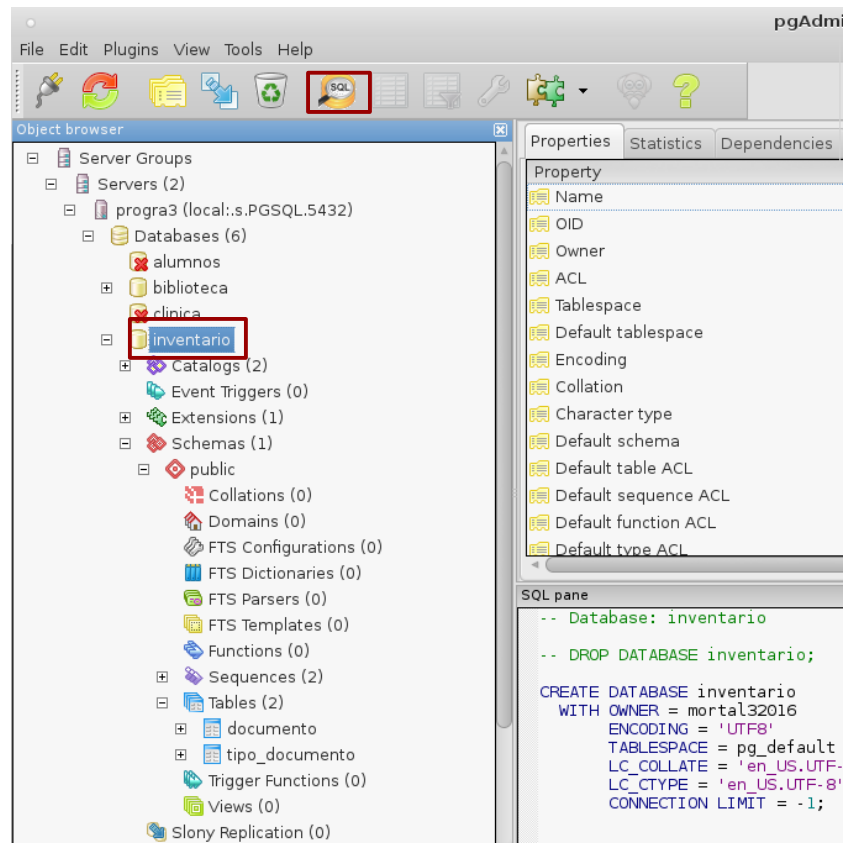 pgAdmi
File Edit Plugins View Tools Help
SQL
Object browser
Server Groups
Servers (2)
progra3 (local:.s.PGSQL.5432)
Databases (6)
alumnos
biblioteca
clinica
inventario
Catalogs (2)
Event Triggers (0)
Extensions (1)
Schemas (1)
public
Collations (0)
Domains (0)
FTS Configurations (0)
FTS Dictionaries (0)
FTS Parsers (0)
FTS Templates (0)
Functions (0)
Sequences (2)
Tables (2)
documento
tipo_documento
Trigger Functions (0)
Views (0)
Slony Replication (0)
Properties Statistics Dependencies
Property
Name
OID
Owner
ACL
Tablespace
Default tablespace
Encoding
Collation
Character type
Default schema
Default table ACL
Default sequence ACL
Default function ACL
Default type ACL
SQL pane
-- Database: inventario
-- DROP DATABASE inventario;
CREATE DATABASE inventario
WITH OWNER = mortal32016
ENCODING = 'UTF8'
TABLESPACE = pg_default
LC_COLLATE = 'en_US.UTF-
LC_CTYPE = 'en_US.UTF-8'
CONNECTION LIMIT = -1;